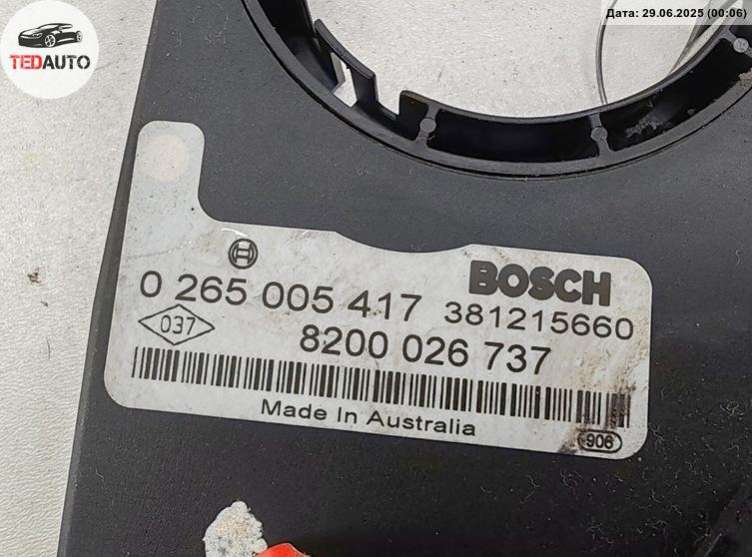 Дата: 29.06.2025 (00:06)
TEDAUTO
BOSCH
0 265 005 417 381215660
037
8200 026 737
Made In Australia
906